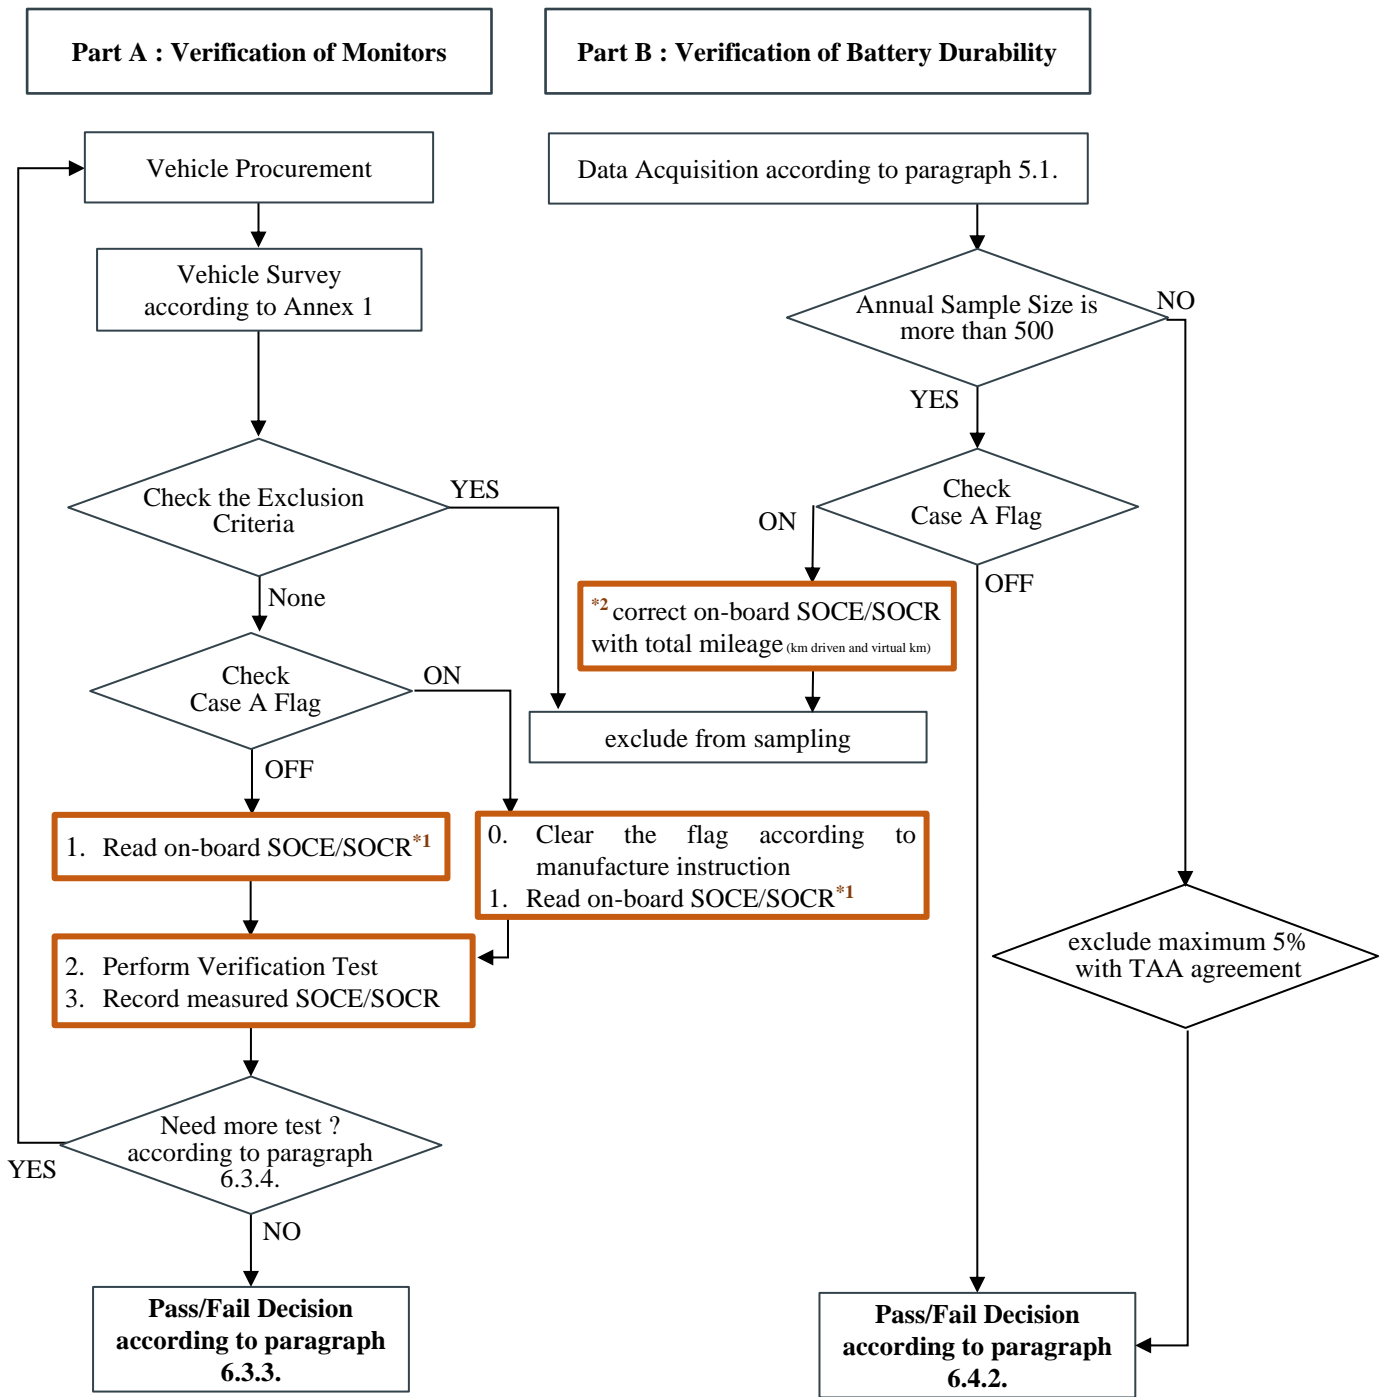 Part A : Verification of Monitors
Part B : Verification of Battery Durability
Vehicle Procurement
Vehicle Survey
according to Annex 1
Check the Exclusion
Criteria
YES
None
Check
Case A Flag
ON
OFF
1. Read on-board SOCE/SOCR*1
0. Clear the flag according to
manufacture instruction
1. Read on-board SOCE/SOCR*1
2. Perform Verification Test
3. Record measured SOCE/SOCR
Need more test ?
according to paragraph
6.3.4.
YES
NO
Pass/Fail Decision
according to paragraph
6.3.3.
Data Acquisition according to paragraph 5.1.
Annual Sample Size is
more than 500
NO
YES
Check
Case A Flag
ON
OFF
*2 correct on-board SOCE/SOCR
with total mileage (km driven and virtual km)
exclude from sampling
exclude maximum 5%
with TAA agreement
Pass/Fail Decision
according to paragraph
6.4.2.